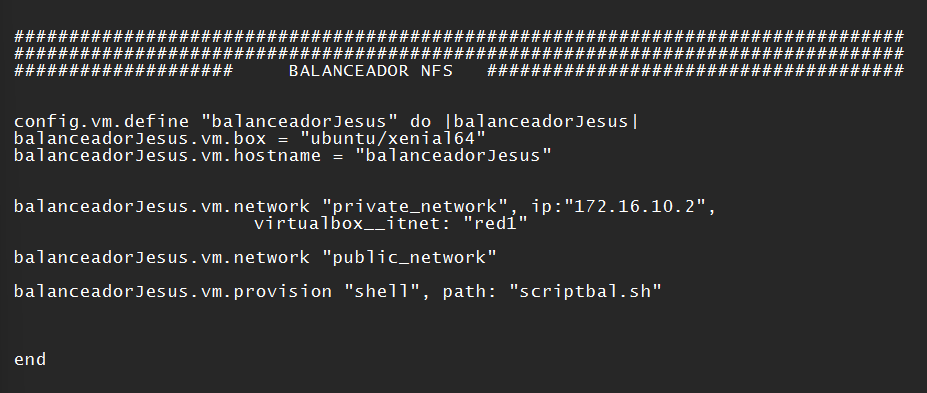 #################################################################################
#################################################################################
####################     BALANCEADOR NFS   ######################################
config.vm.define "balanceadorJesus" do |balanceadorJesus|
balanceadorJesus.vm.box = "ubuntu/xenial64"
balanceadorJesus.vm.hostname = "balanceadorJesus"
balanceadorJesus.vm.network "private_network", ip:"172.16.10.2",
virtualbox__itnet: "red1"
balanceadorJesus.vm.network "public_network"
balanceadorJesus.vm.provision "shell", path: "scriptbal.sh"
end